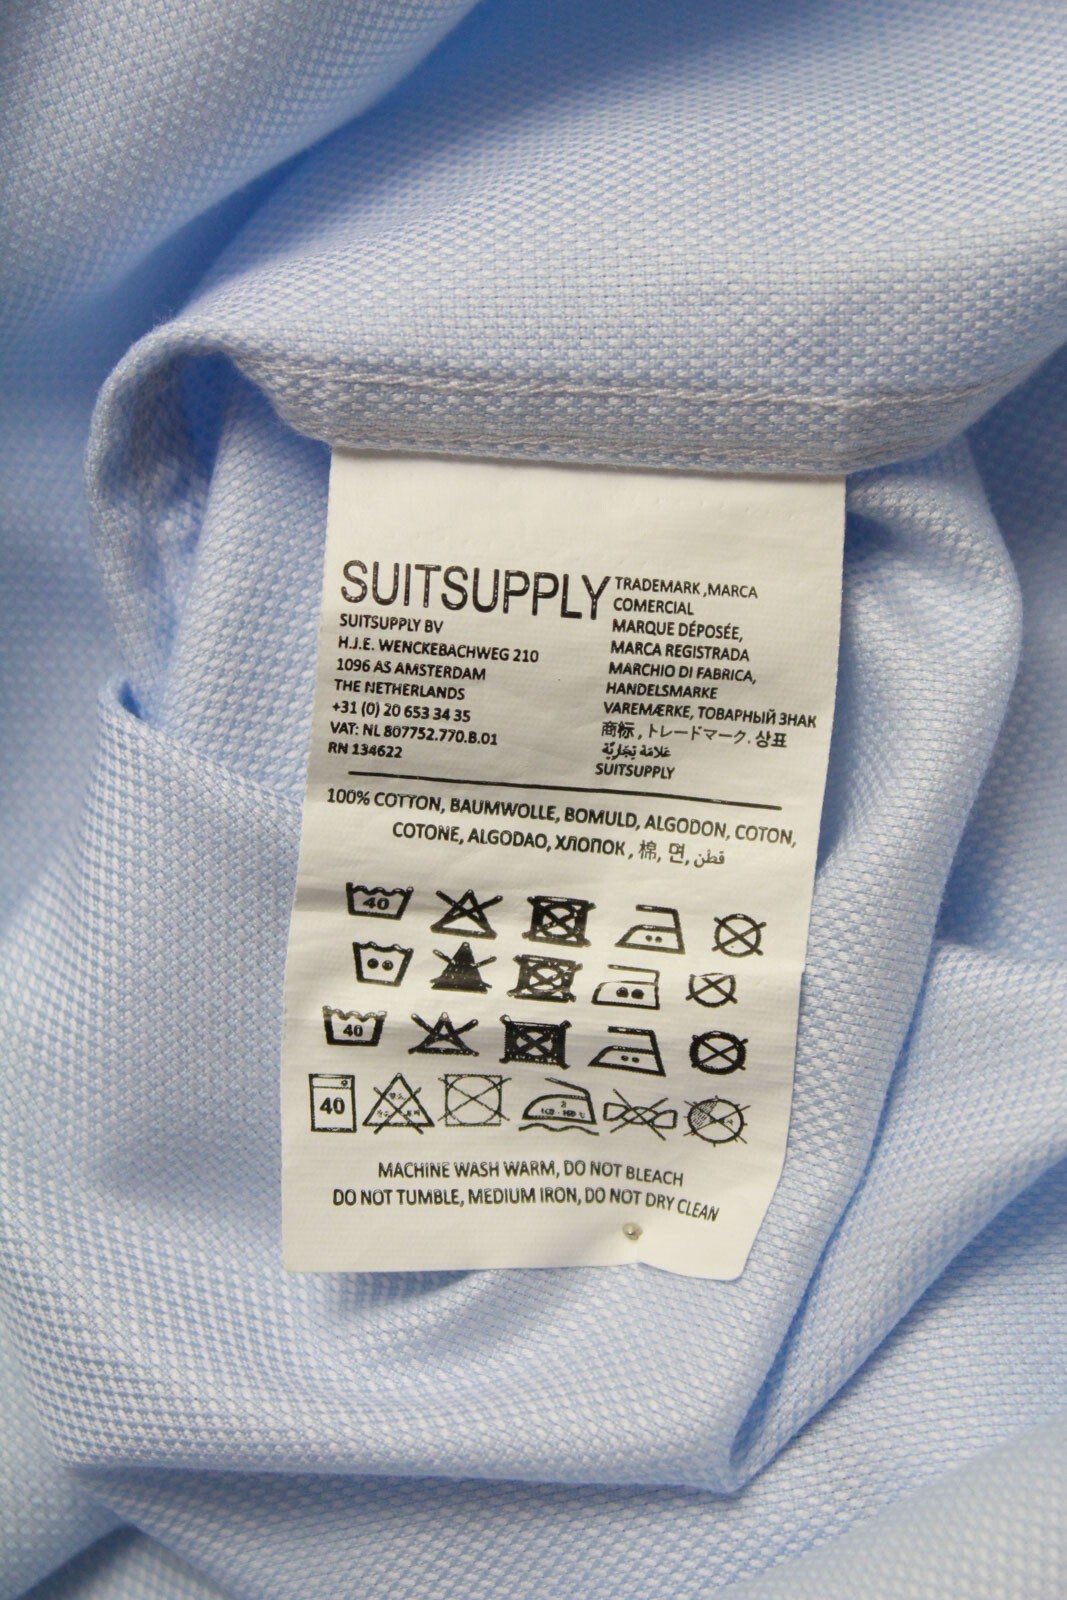 SUITSUPPLY
SUITSUPPLY BV
H.J.E. WENCKEBACHWEG 210
1096 AS AMSTERDAM
THE NETHERLANDS
+31 (0) 20 653 34 35
VAT: NL 807752.770.B.01
RN 134622
TRADEMARK ,MARCA
COMERCIAL
MARQUE DÉPOSÉE,
MARCA REGISTRADA
MARCHIO DI FABRICA,
HANDELSMARKE
VAREMÆRKE, ТОВАРНЫЙ ЗНАК
商标 , トレードマーク. 상표
عَلامَة تِجَارِيَّة
SUITSUPPLY
100% COTTON, BAUMWOLLE, BOMULD, ALGODON, COTON,
COTONE, ALGODAO, ХЛОПОК , 棉, 면, قطن
40
40
40
MACHINE WASH WARM, DO NOT BLEACH
DO NOT TUMBLE, MEDIUM IRON, DO NOT DRY CLEAN